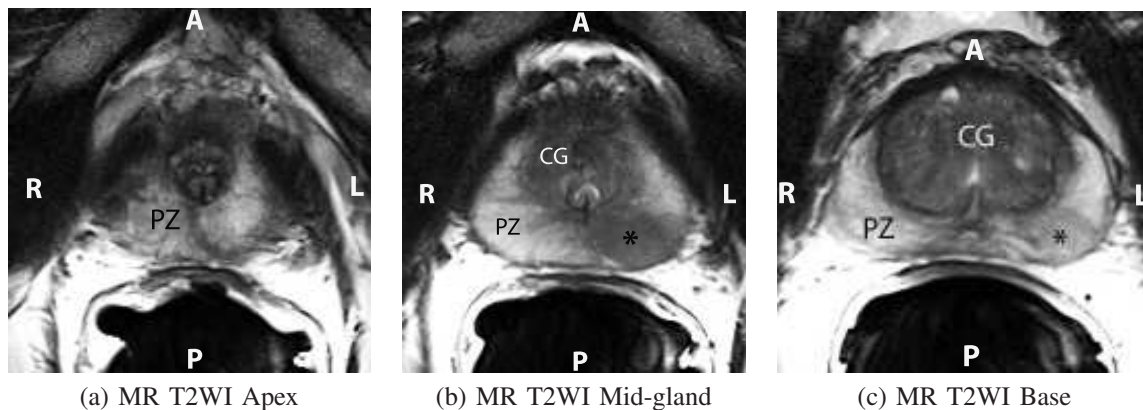 A
R
L
PZ
P
(a) MR T2WI Apex
A
CG
R
L
PZ
*
P
(b) MR T2WI Mid-gland
A
CG
R
L
PZ
*
P
(c) MR T2WI Base